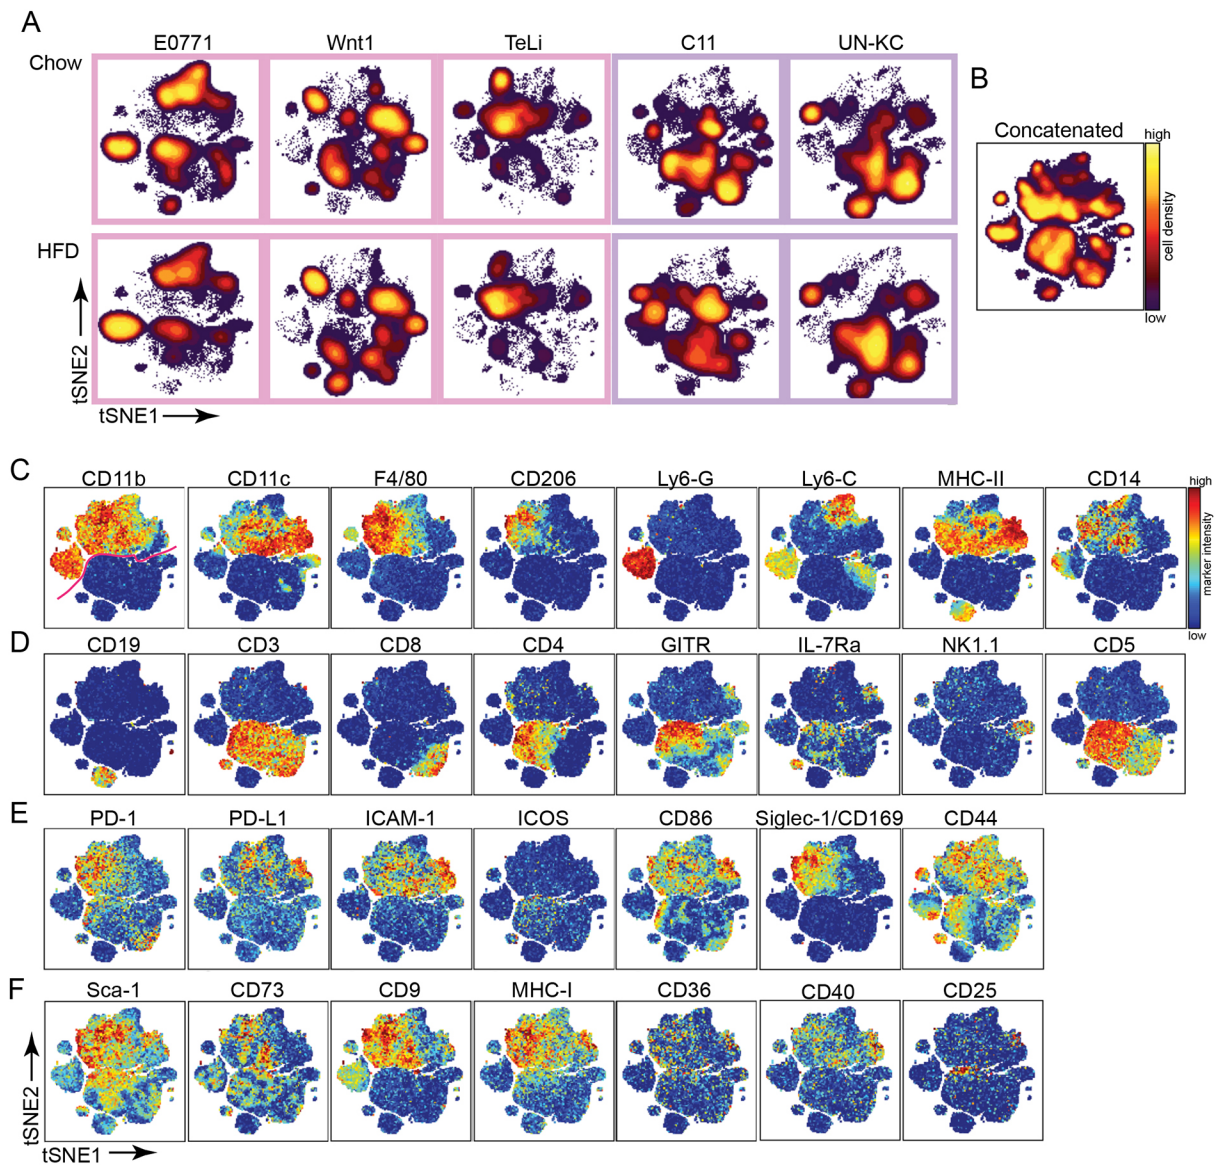 A
E0771 Wnt1 TeLi C11 UN-KC
Chow
HFD
tSNE2
tSNE1
B
Concatenated
high
cell density
low
C
CD11b CD11c F4/80 CD206 Ly6-G Ly6-C MHC-II CD14
high
marker intensity
low
D
CD19 CD3 CD8 CD4 GITR IL-7Ra NK1.1 CD5
E
PD-1 PD-L1 ICAM-1 ICOS CD86 Siglec-1/CD169 CD44
F
Sca-1 CD73 CD9 MHC-I CD36 CD40 CD25
tSNE2
tSNE1